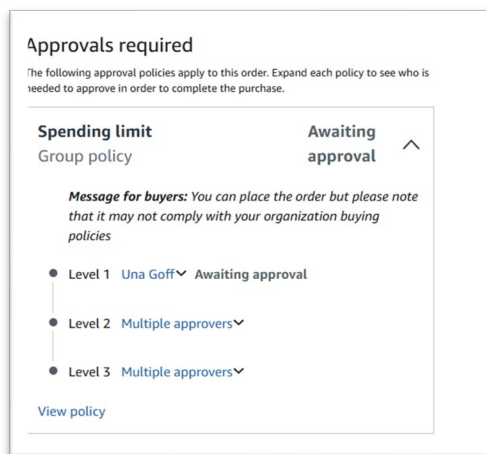 Approvals required
The following approval policies apply to this order. Expand each policy to see who is
needed to approve in order to complete the purchase.
Spending limit
Group policy
Awaiting
approval
Message for buyers: You can place the order but please note
that it may not comply with your organization buying
policies
Level 1 Una Goff Awaiting approval
Level 2 Multiple approvers
Level 3 Multiple approvers
View policy